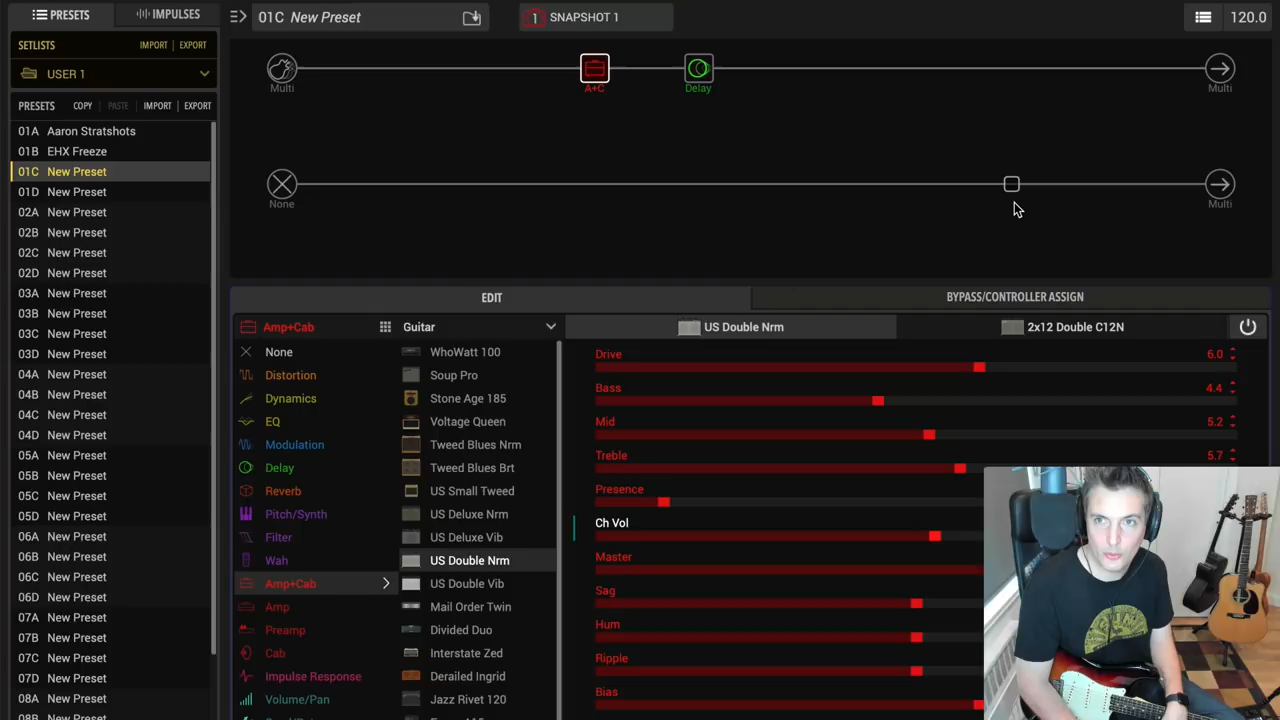 PRESETS
IMPULSES
01C New Preset
1 SNAPSHOT 1
120.0
SETLISTS IMPORT EXPORT
USER 1
PRESETS COPY PASTE IMPORT EXPORT
01A Aaron Stratshots
01B EHX Freeze
01C New Preset
01D New Preset
02A New Preset
02B New Preset
02C New Preset
02D New Preset
03A New Preset
03B New Preset
03C New Preset
03D New Preset
04A New Preset
04B New Preset
04C New Preset
04D New Preset
05A New Preset
05B New Preset
05C New Preset
05D New Preset
06A New Preset
06B New Preset
06C New Preset
06D New Preset
07A New Preset
07B New Preset
07C New Preset
07D New Preset
08A New Preset
08B New Preset
Multi A+C Delay Multi
None Multi
EDIT BYPASS/CONTROLLER ASSIGN
Amp+Cab Guitar US Double Nrm 2x12 Double C12N
None
Distortion
Dynamics
EQ
Modulation
Delay
Reverb
Pitch/Synth
Filter
Wah
Amp+Cab
Amp
Preamp
Cab
Impulse Response
Volume/Pan
WhoWatt 100
Soup Pro
Stone Age 185
Voltage Queen
Tweed Blues Nrm
Tweed Blues Brt
US Small Tweed
US Deluxe Nrm
US Deluxe Vib
US Double Nrm
US Double Vib
Mail Order Twin
Divided Duo
Interstate Zed
Derailed Ingrid
Jazz Rivet 120
Drive 6.0
Bass 4.4
Mid 5.2
Treble 5.7
Presence
Ch Vol
Master
Sag
Hum
Ripple
Bias